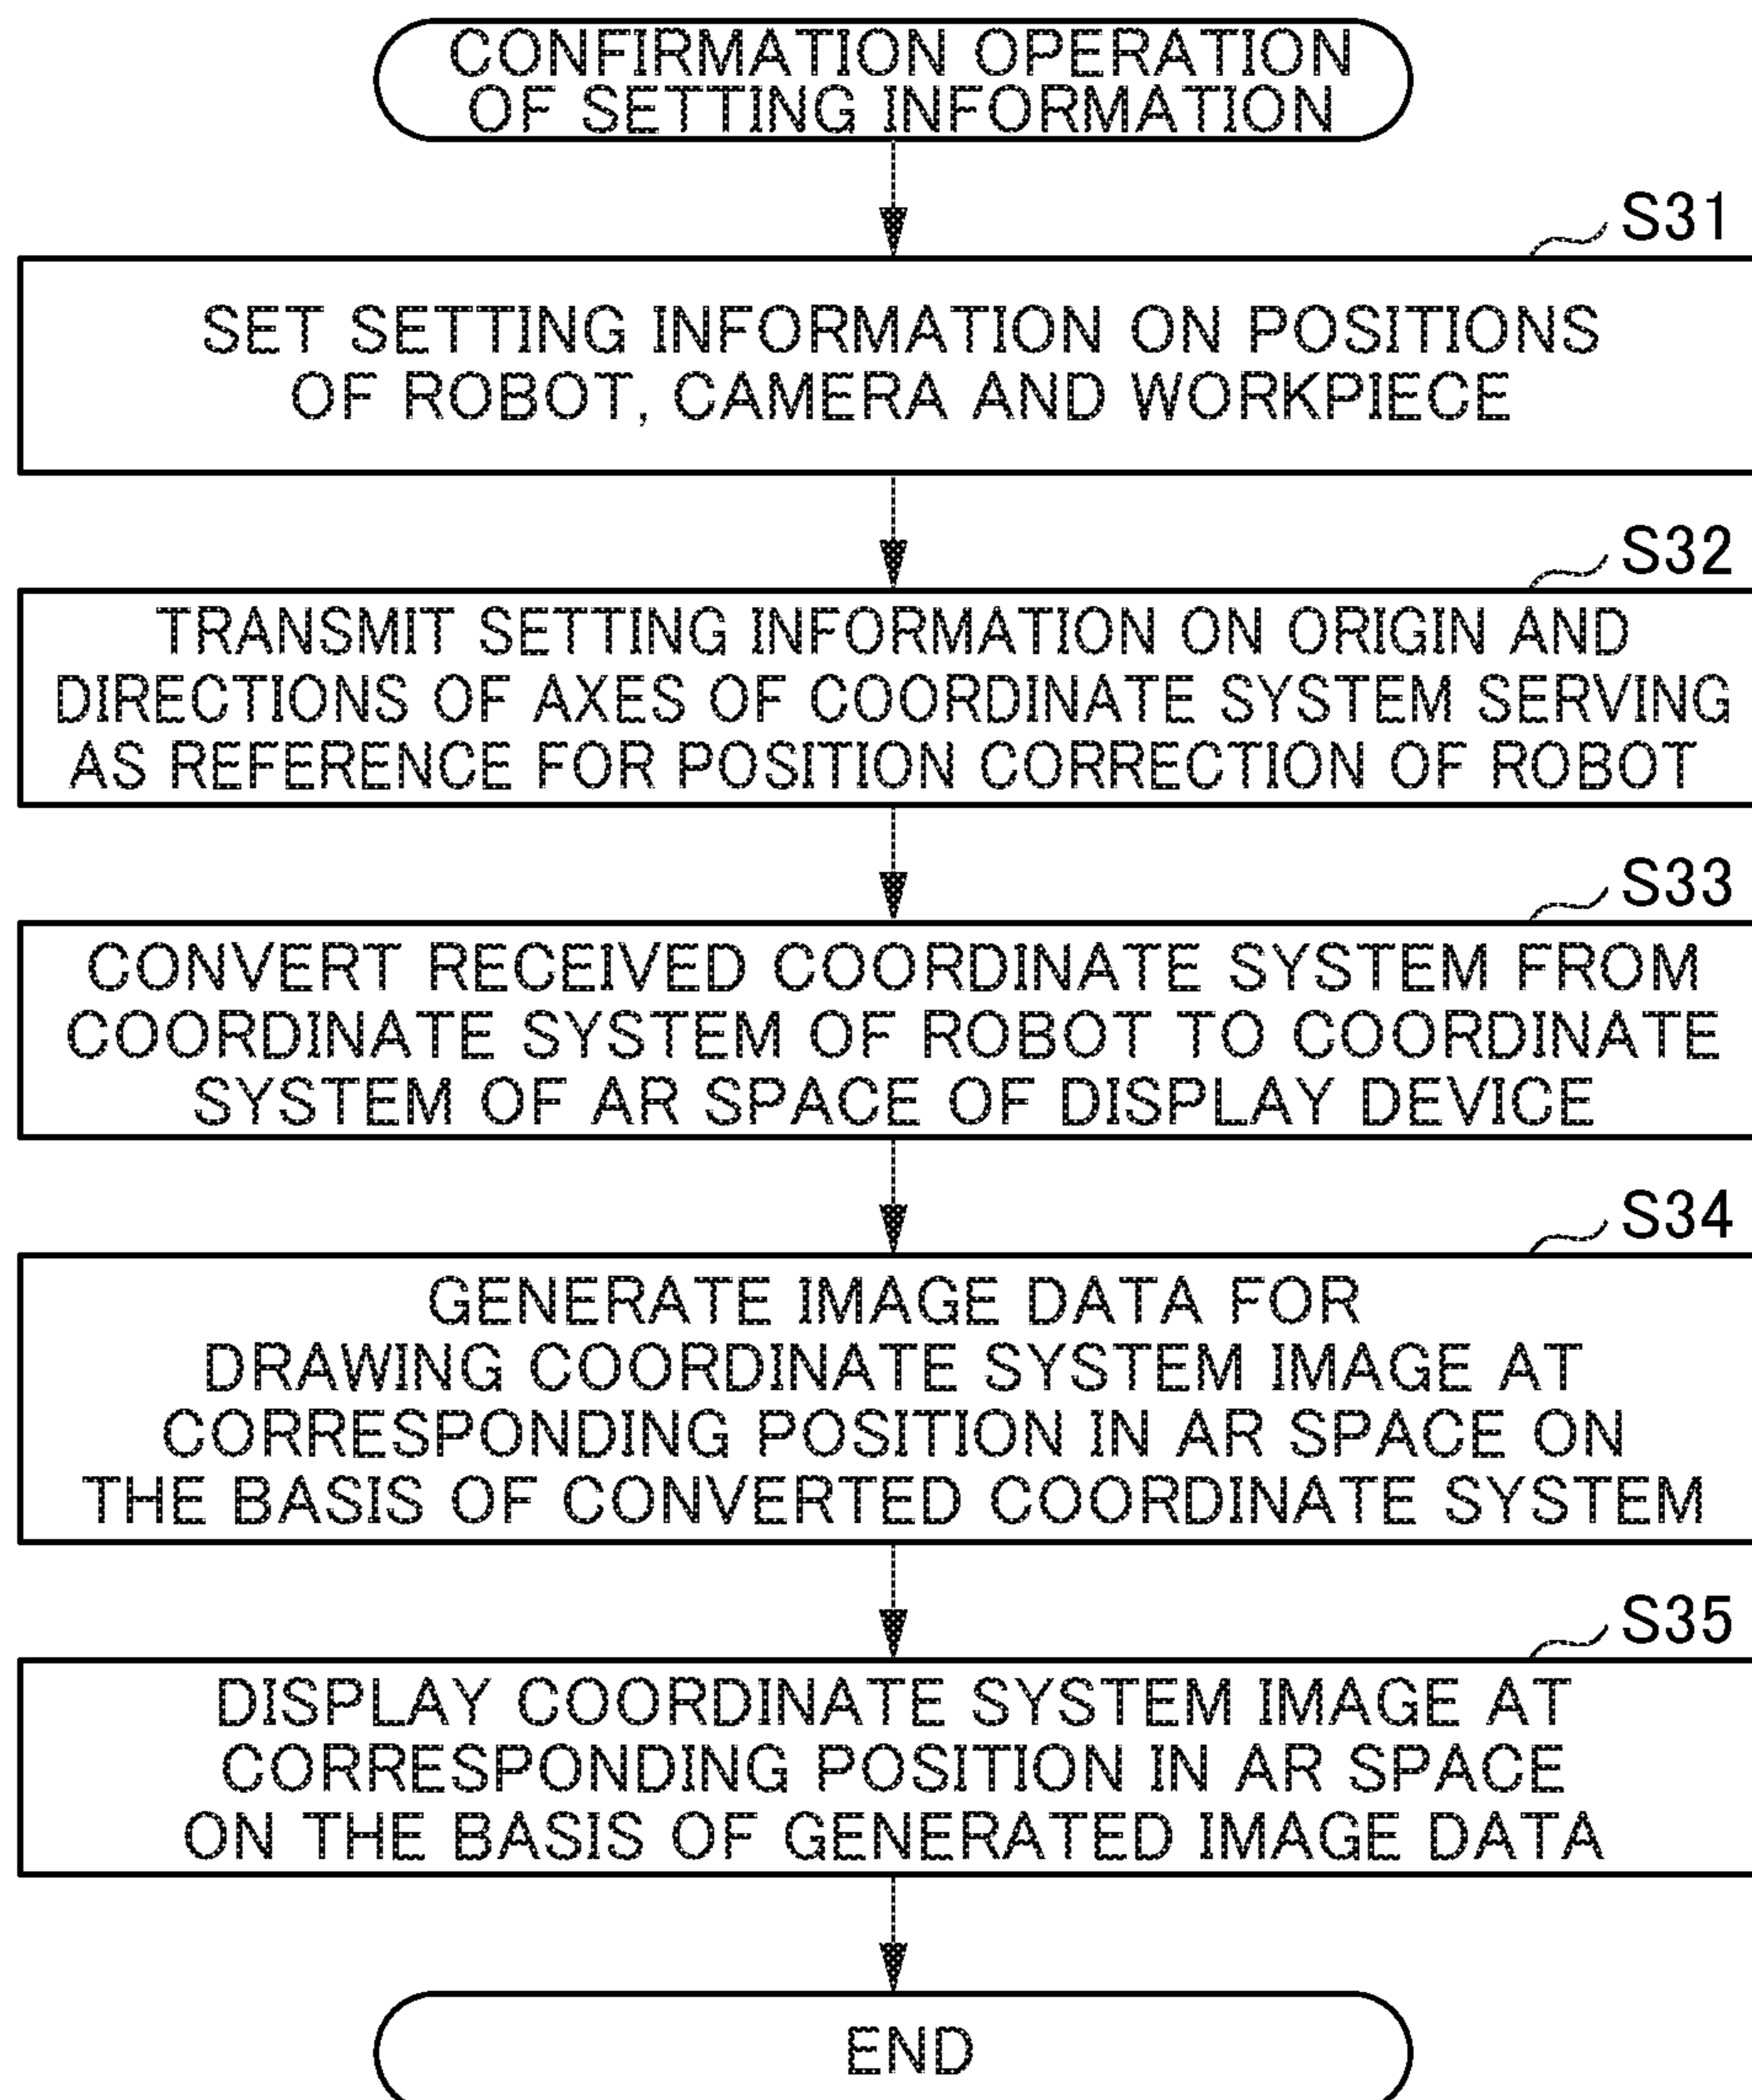 CONFIRMATION OPERATION
OF SETTING INFORMATION
S31
SET SETTING INFORMATION ON POSITIONS
OF ROBOT, CAMERA AND WORKPIECE
S32
TRANSMIT SETTING INFORMATION ON ORIGIN AND
DIRECTIONS OF AXES OF COORDINATE SYSTEM SERVING
AS REFERENCE FOR POSITION CORRECTION OF ROBOT
S33
CONVERT RECEIVED COORDINATE SYSTEM FROM
COORDINATE SYSTEM OF ROBOT TO COORDINATE
SYSTEM OF AR SPACE OF DISPLAY DEVICE
S34
GENERATE IMAGE DATA FOR
DRAWING COORDINATE SYSTEM IMAGE AT
CORRESPONDING POSITION IN AR SPACE ON
THE BASIS OF CONVERTED COORDINATE SYSTEM
S35
DISPLAY COORDINATE SYSTEM IMAGE AT
CORRESPONDING POSITION IN AR SPACE
ON THE BASIS OF GENERATED IMAGE DATA
END